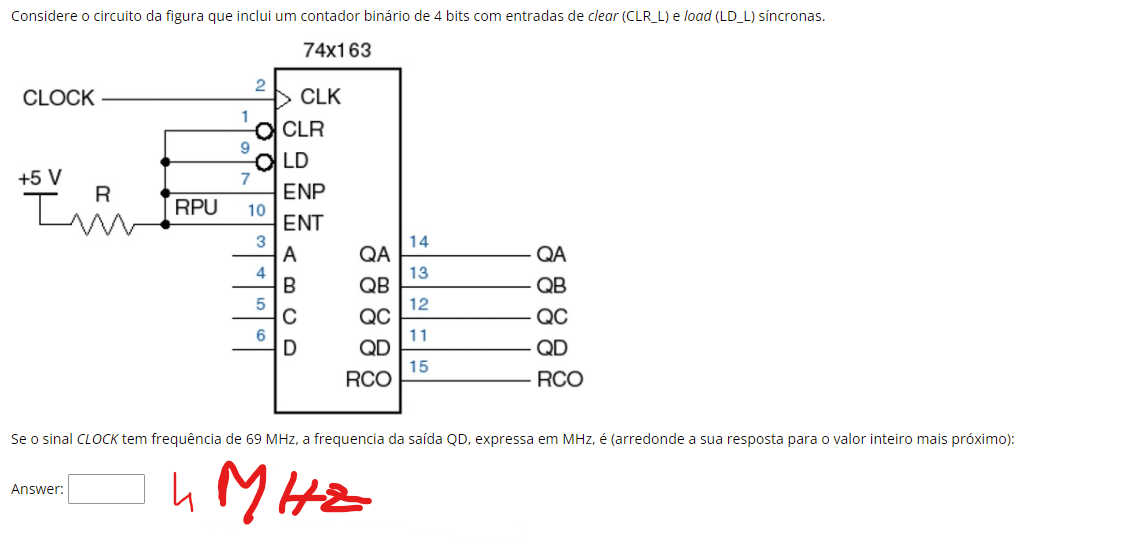 Considere o circuito da figura que inclui um contador binário de 4 bits com entradas de clear (CLR_L) e load (LD_L) síncronas.
74x163
CLOCK
2
CLK
1
CLR
9
LD
+5 V
7
ENP
R
RPU
10
ENT
3
A
QA
14
QA
4
B
QB
13
QB
5
C
QC
12
QC
6
D
QD
11
QD
RCO
15
RCO
Se o sinal CLOCK tem frequência de 69 MHz, a frequencia da saída QD, expressa em MHz, é (arredonde a sua resposta para o valor inteiro mais próximo):
Answer:
4 MHz